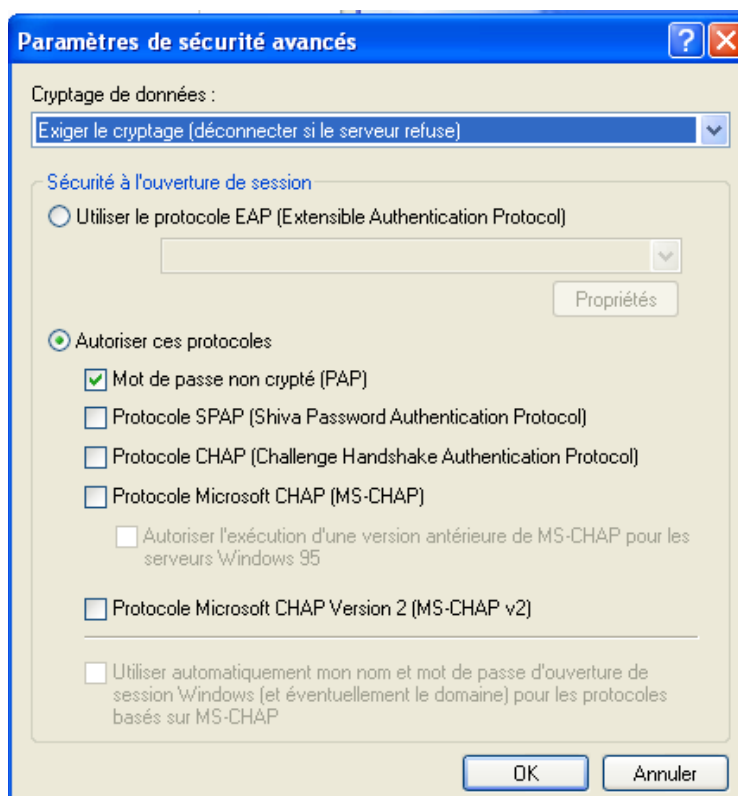 Paramètres de sécurité avancés
Cryptage de données :
Exiger le cryptage (déconnecter si le serveur refuse)
Sécurité à l'ouverture de session
Utiliser le protocole EAP (Extensible Authentication Protocol)
Propriétés
Autoriser ces protocoles
Mot de passe non crypté (PAP)
Protocole SPAP (Shiva Password Authentication Protocol)
Protocole CHAP (Challenge Handshake Authentication Protocol)
Protocole Microsoft CHAP (MS-CHAP)
Autoriser l'exécution d'une version antérieure de MS-CHAP pour les
serveurs Windows 95
Protocole Microsoft CHAP Version 2 (MS-CHAP v2)
Utiliser automatiquement mon nom et mot de passe d'ouverture de
session Windows (et éventuellement le domaine) pour les protocoles
basés sur MS-CHAP
OK
Annuler